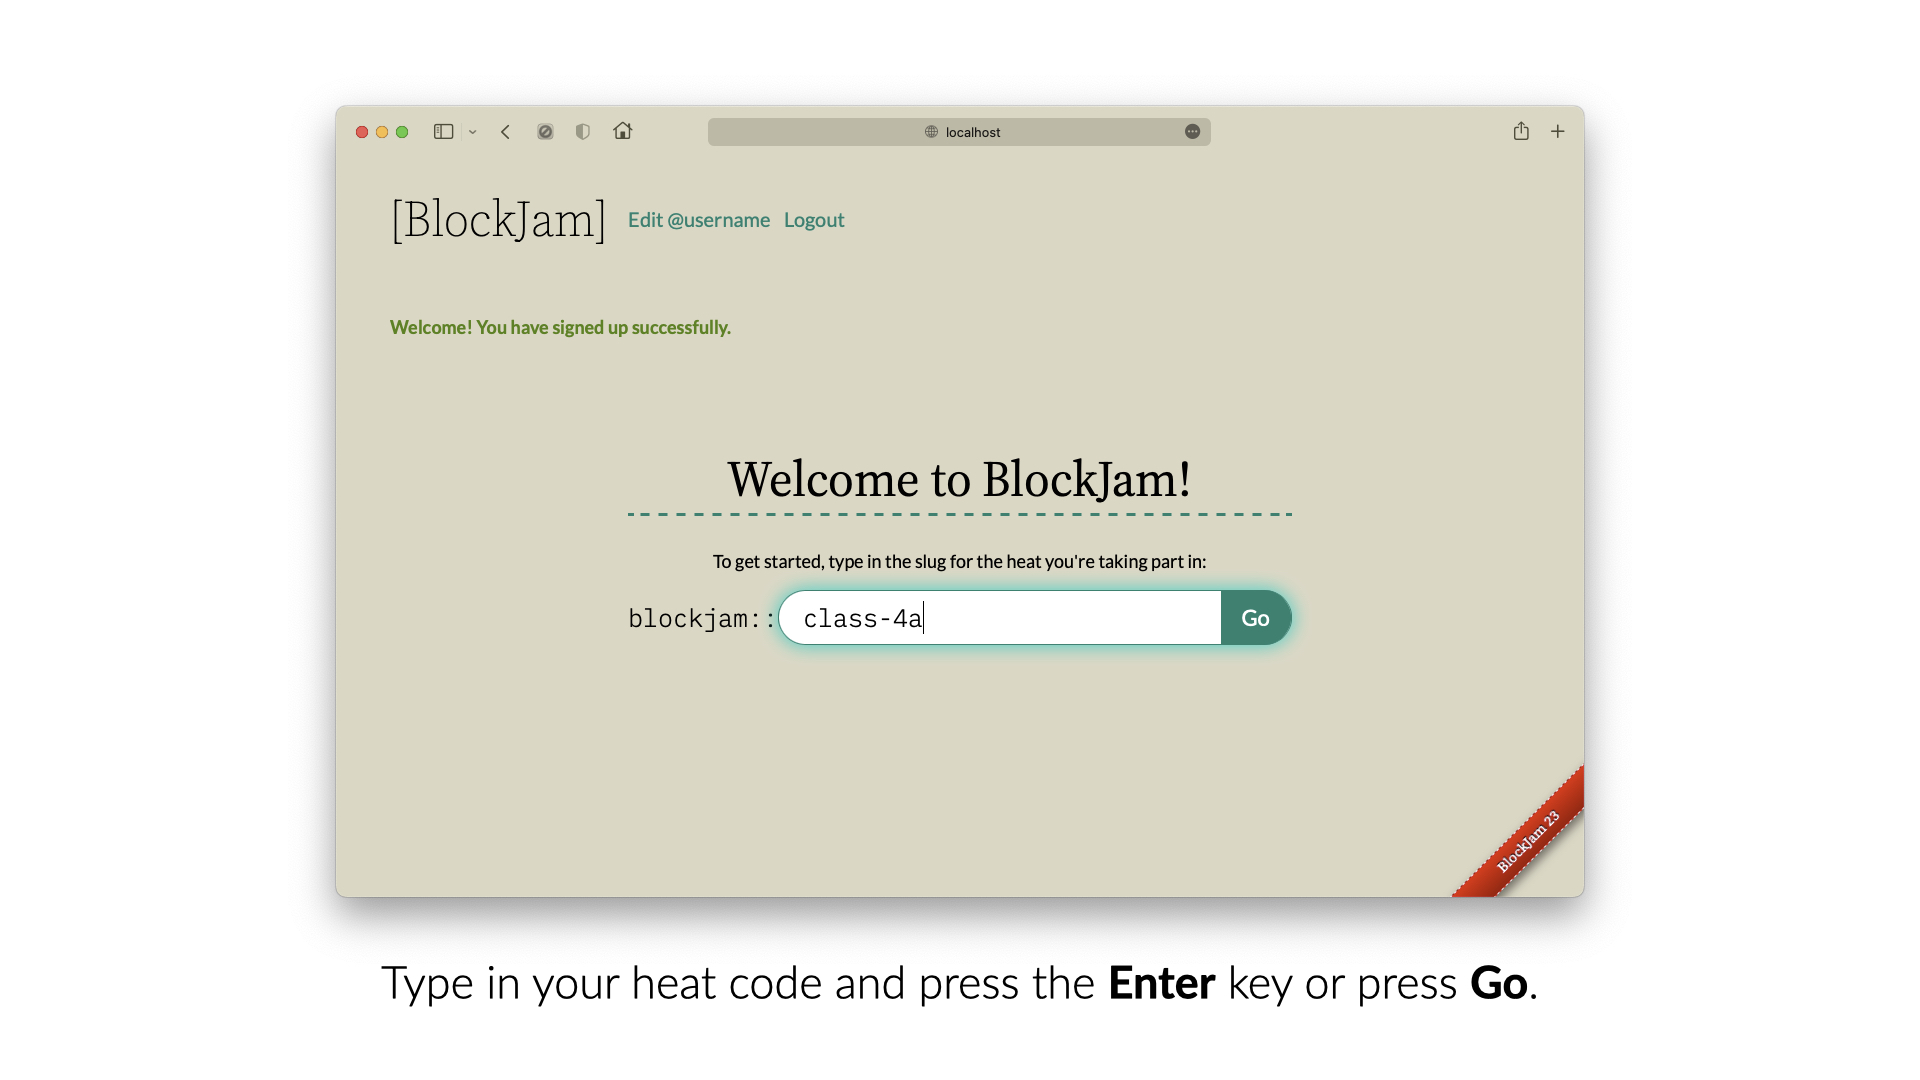 localhost
[BlockJam] Edit @username Logout
Welcome! You have signed up successfully.
Welcome to BlockJam!
To get started, type in the slug for the heat you're taking part in:
blockjam:: class-4a Go
BlockJam 23
Type in your heat code and press the Enter key or press Go.